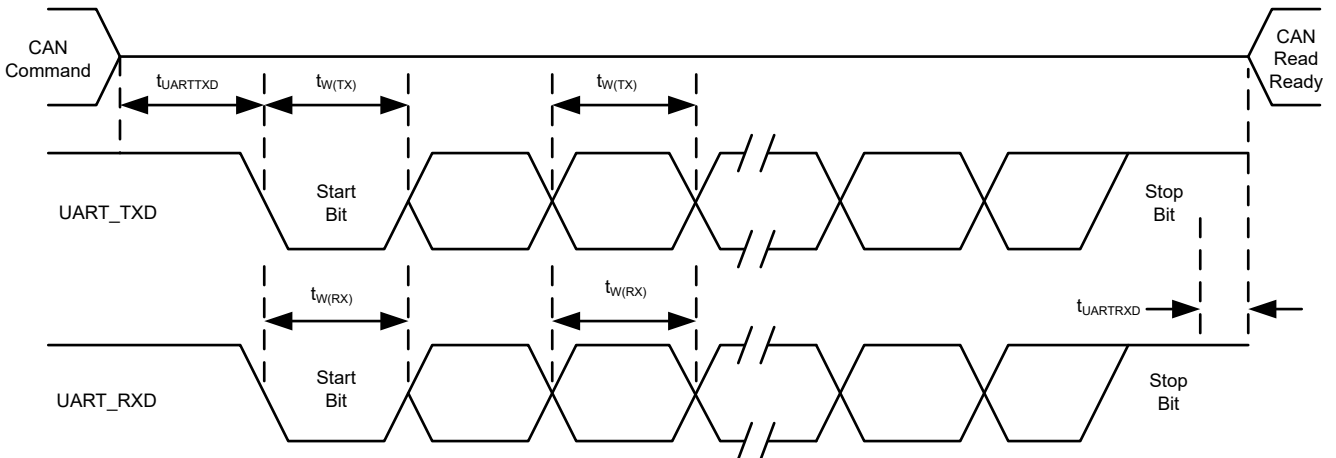 CAN
Command
CAN
Read
Ready
tUARTTXD
tW(TX)
tW(TX)
UART_TXD
Start
Bit
Stop
Bit
tW(RX)
tW(RX)
tUARTRXD
UART_RXD
Start
Bit
Stop
Bit